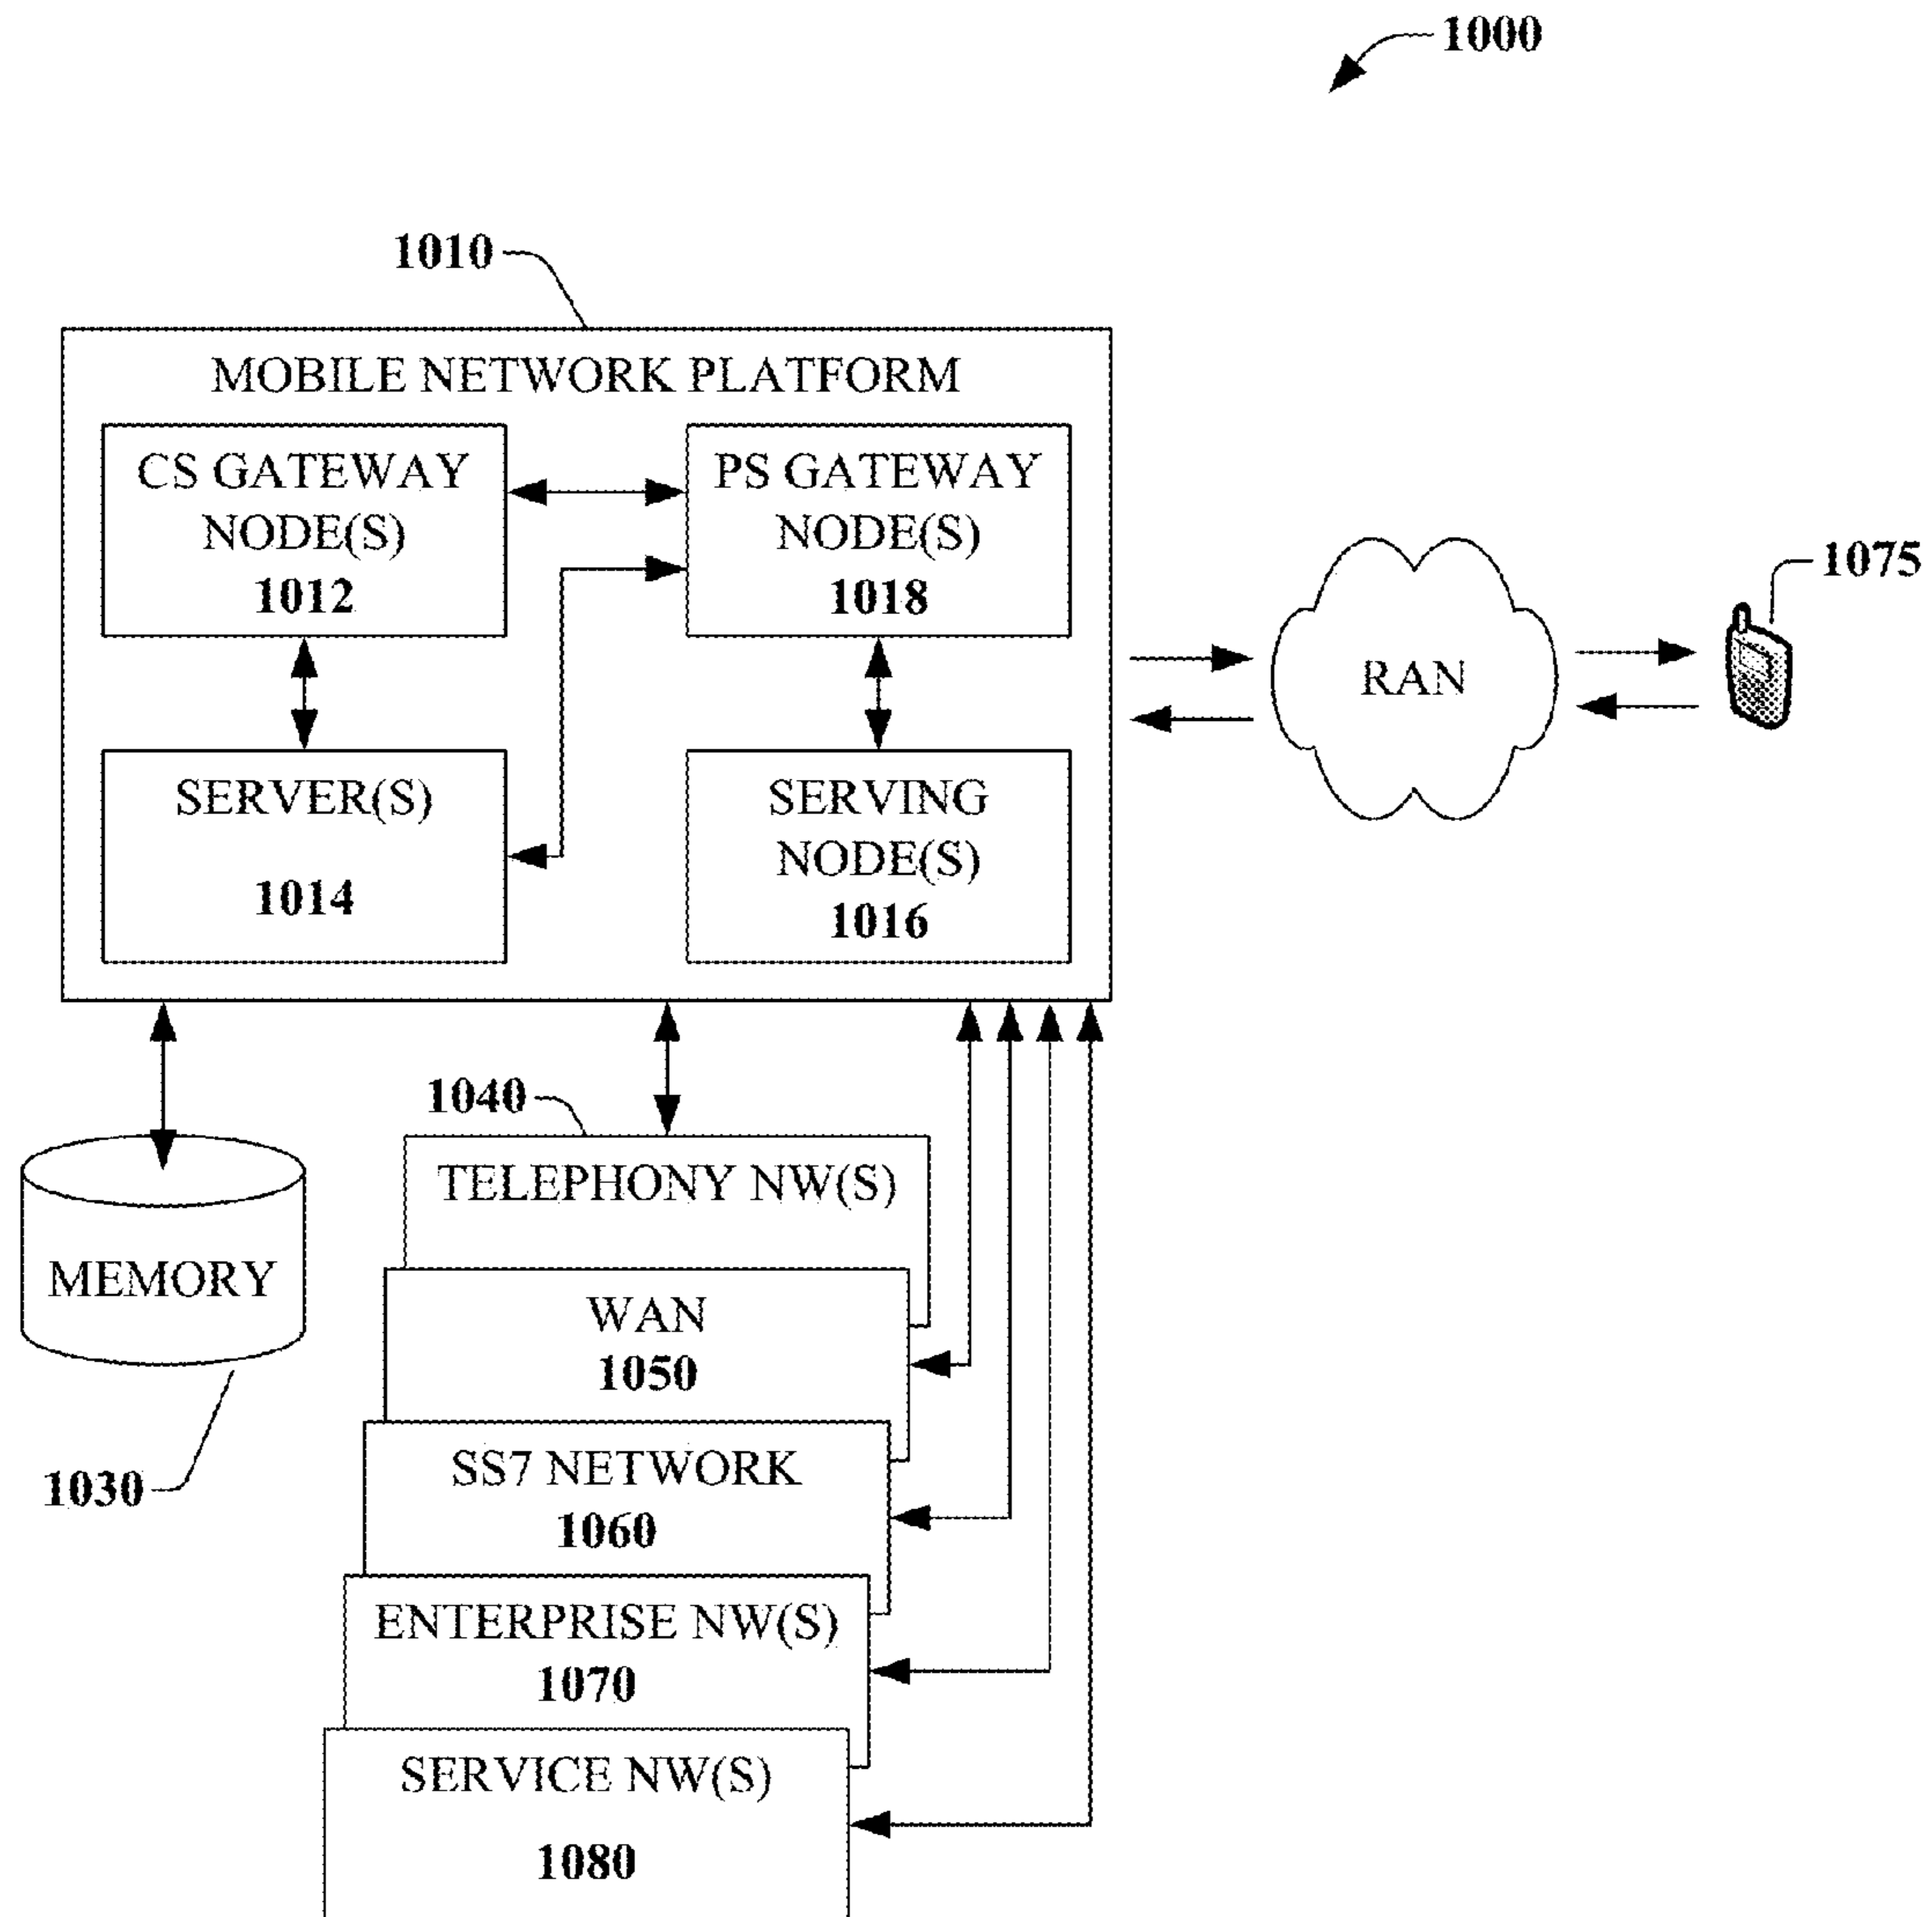 1000
1010
MOBILE NETWORK PLATFORM
CS GATEWAY
NODE(S)
1012
PS GATEWAY
NODE(S)
1018
1075
RAN
SERVER(S)
1014
SERVING
NODE(S)
1016
1040
TELEPHONY NW(S)
MEMORY
1030
WAN
1050
SS7 NETWORK
1060
ENTERPRISE NW(S)
1070
SERVICE NW(S)
1080